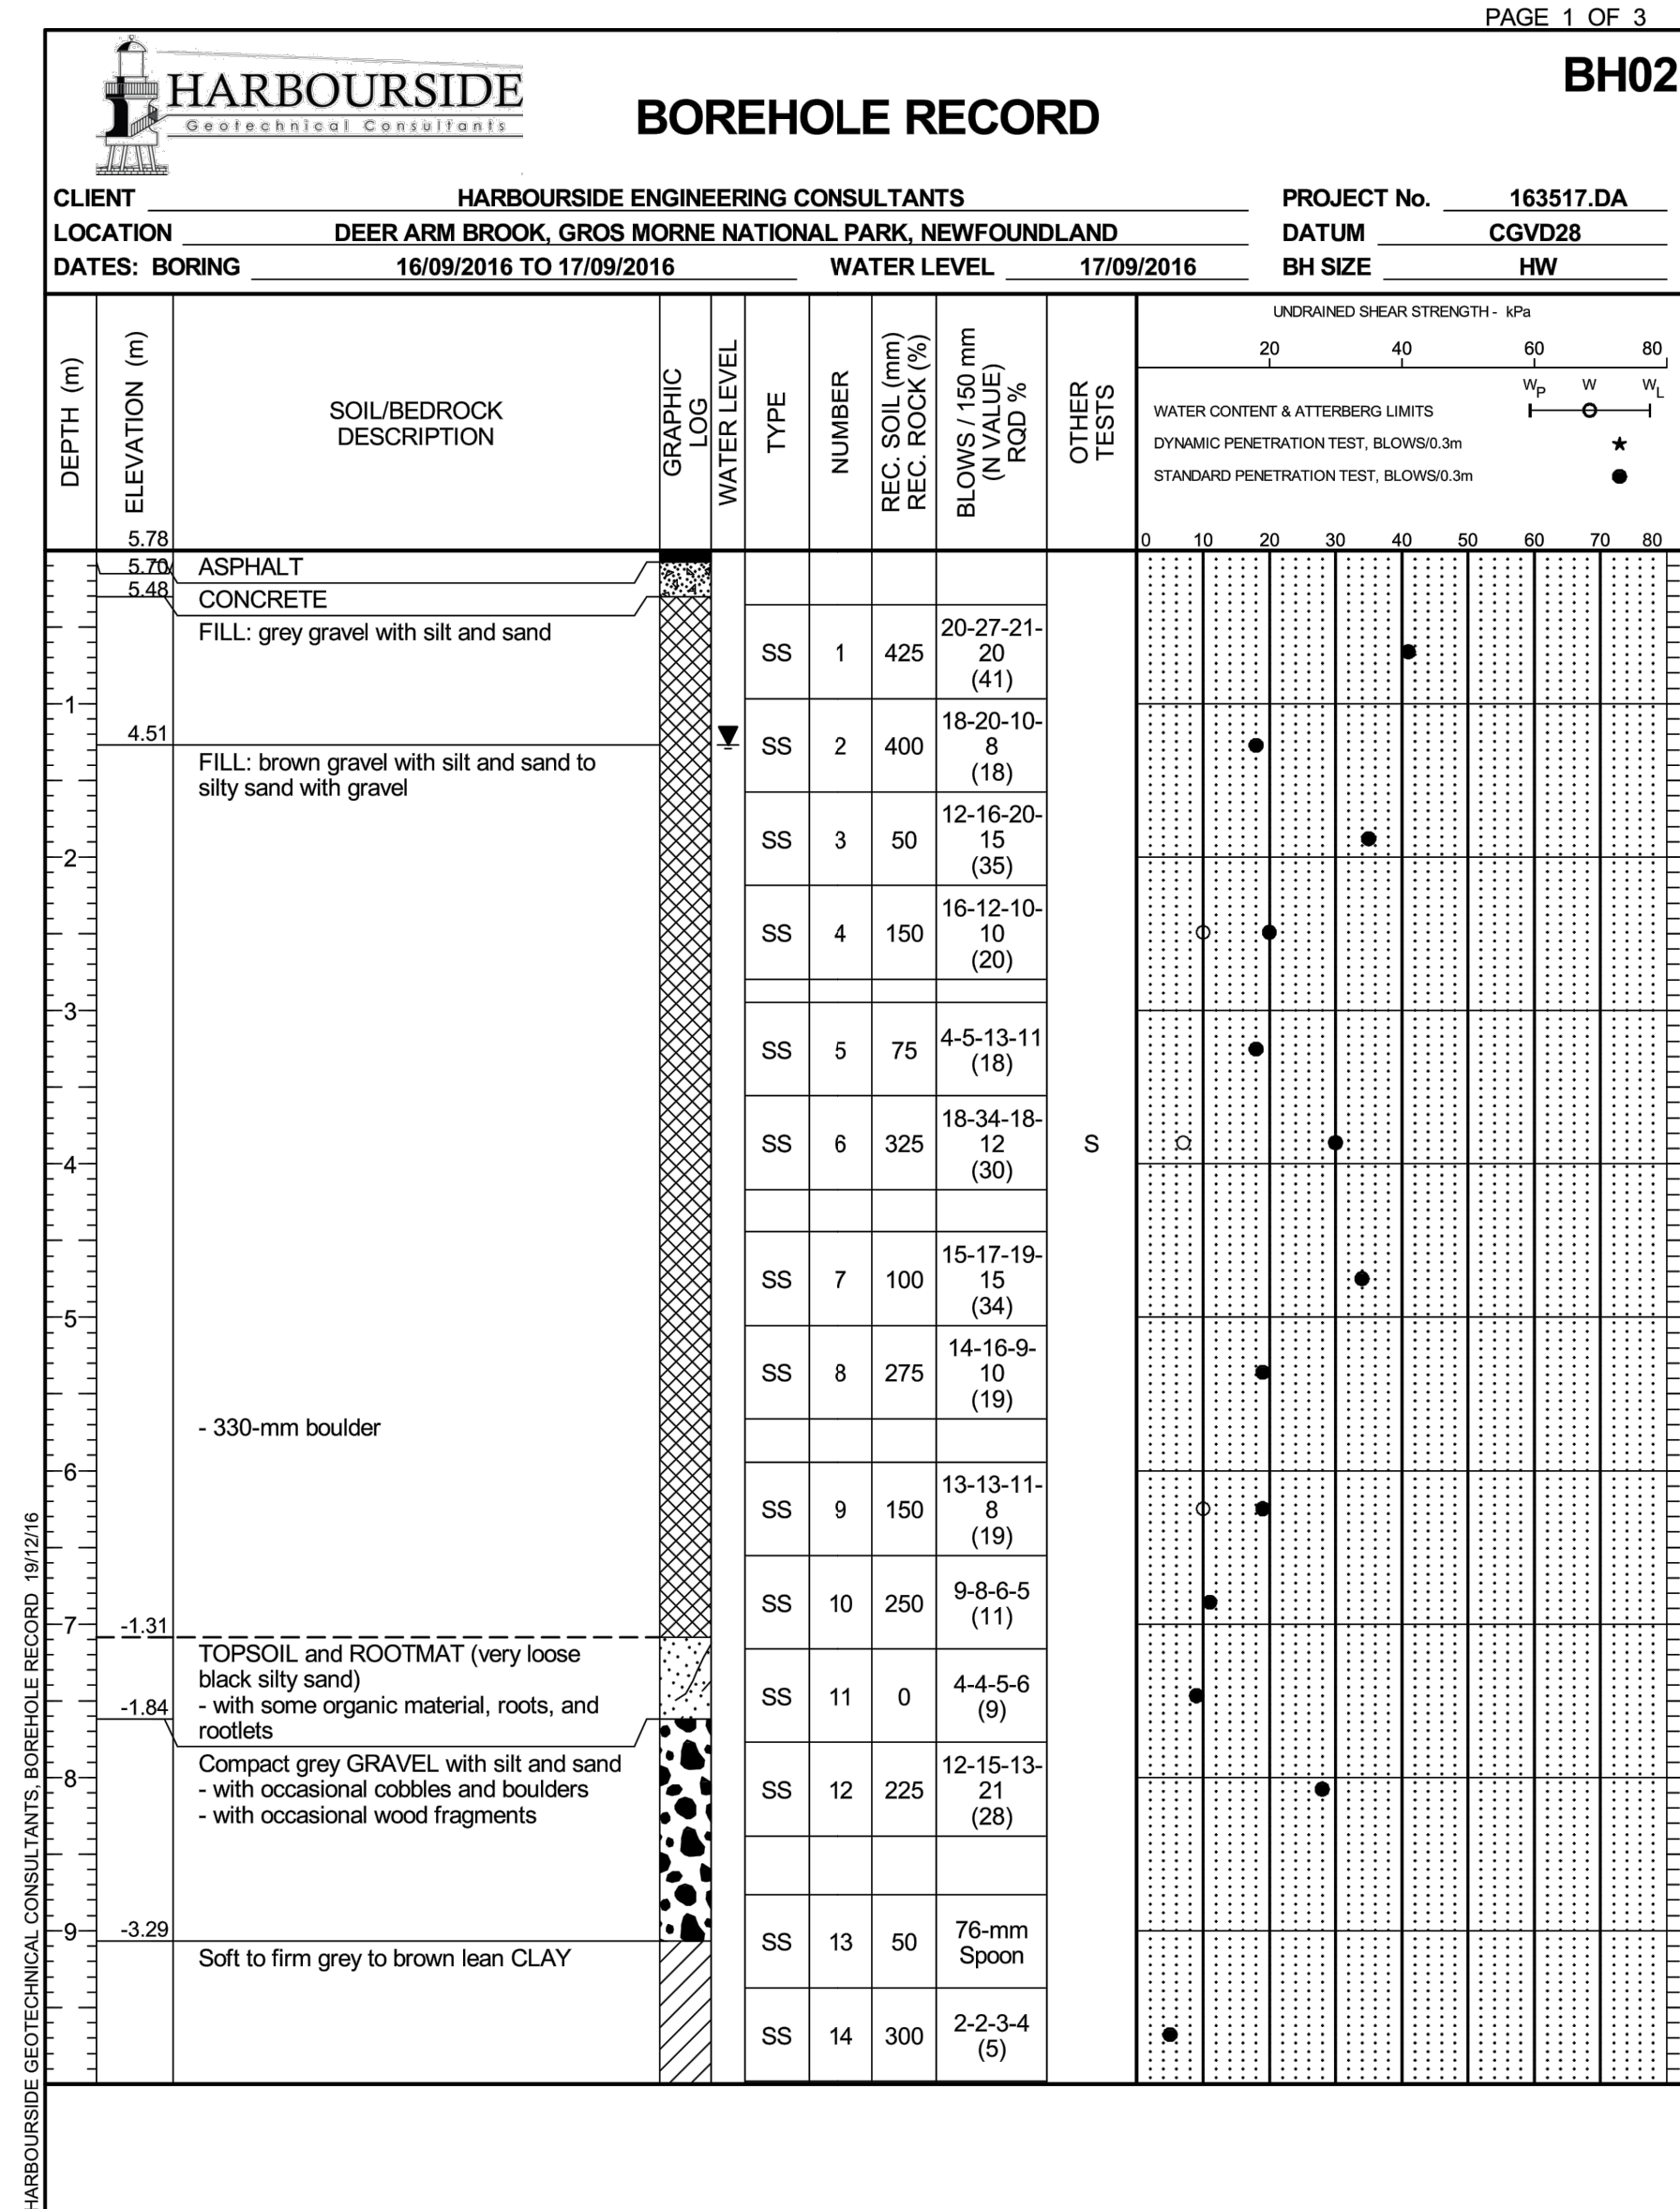 PAGE 1 OF 3
HARBOURSIDE
Geotechnical Consultants
BOREHOLE RECORD
BH02
CLIENT HARBOURSIDE ENGINEERING CONSULTANTS PROJECT No. 163517.DA
LOCATION DEER ARM BROOK, GROS MORNE NATIONAL PARK, NEWFOUNDLAND DATUM CGVD28
DATES: BORING 16/09/2016 TO 17/09/2016 WATER LEVEL 17/09/2016 BH SIZE HW
DEPTH (m)
ELEVATION (m)
SOIL/BEDROCK
DESCRIPTION
GRAPHIC
LOG
WATER LEVEL
TYPE
NUMBER
REC. SOIL (mm)
REC. ROCK (%)
BLOWS / 150 mm
(N VALUE)
RQD %
OTHER
TESTS
UNDRAINED SHEAR STRENGTH - kPa
20 40 60 80
WP W WL
WATER CONTENT & ATTERBERG LIMITS
DYNAMIC PENETRATION TEST, BLOWS/0.3m ★
STANDARD PENETRATION TEST, BLOWS/0.3m ●
0 10 20 30 40 50 60 70 80
5.78
5.70 ASPHALT
5.48 CONCRETE
FILL: grey gravel with silt and sand
20-27-21-
SS 1 425 20
(41)
1
18-20-10-
4.51
SS 2 400 8
FILL: brown gravel with silt and sand to
(18)
silty sand with gravel
12-16-20-
SS 3 50 15
2
(35)
16-12-10-
SS 4 150 10
(20)
3
SS 5 75 4-5-13-11
(18)
18-34-18-
SS 6 325 12 S
4
(30)
15-17-19-
SS 7 100 15
(34)
5
14-16-9-
SS 8 275 10
(19)
- 330-mm boulder
6
13-13-11-
SS 9 150 8
(19)
SS 10 250 9-8-6-5
(11)
7
-1.31
TOPSOIL and ROOTMAT (very loose
black silty sand)
SS 11 0 4-4-5-6
(9)
-1.84 - with some organic material, roots, and
rootlets
Compact grey GRAVEL with silt and sand
12-15-13-
8
- with occasional cobbles and boulders
SS 12 225 21
- with occasional wood fragments
(28)
9
-3.29
SS 13 50 76-mm
Spoon
Soft to firm grey to brown lean CLAY
SS 14 300 2-2-3-4
(5)
HARBOURSIDE GEOTECHNICAL CONSULTANTS, BOREHOLE RECORD 19/12/16